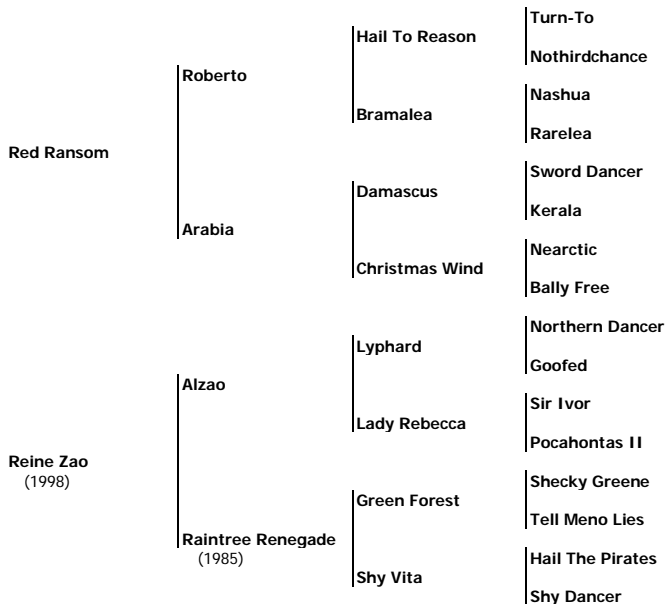 Turn-To
Hail To Reason
Nothirdchance
Roberto
Nashua
Bramalea
Rarelea
Red Ransom
Sword Dancer
Damascus
Kerala
Arabia
Nearctic
Christmas Wind
Bally Free
Northern Dancer
Lyphard
Goofed
Alzao
Sir Ivor
Lady Rebecca
Pocahontas II
Reine Zao
(1998)
Shecky Greene
Green Forest
Tell Meno Lies
Raintree Renegade
(1985)
Hail The Pirates
Shy Vita
Shy Dancer